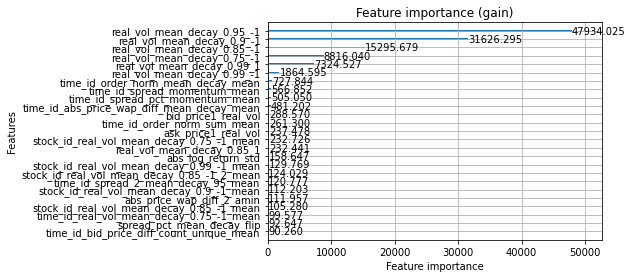 Feature importance (gain)
real_vol_mean_decay_0.95_-1 47934.025
real_vol_mean_decay_0.9_-1 31626.295
real_vol_mean_decay_0.85_-1 15295.679
real_vol_mean_decay_0.75_-1 8816.040
real_vol_mean_decay_0.99_1 7324.527
real_vol_mean_decay_0.99_-1 1864.595
time_id_order_norm_mean_decay_mean 727.844
time_id_spread_momentum_mean 566.852
time_id_spread_pct_momentum_mean 505.050
time_id_abs_price_wap_diff_mean_decay_mean 481.202
bid_price1_real_vol 288.570
time_id_order_norm_sum_mean 261.300
ask_price1_real_vol 237.478
stock_id_real_vol_mean_decay_0.75_-1_mean 232.726
real_vol_mean_decay_0.85_1 232.441
abs_log_return_std 158.647
stock_id_real_vol_mean_decay_0.99_-1_mean 129.769
stock_id_real_vol_mean_decay_0.85_-1_2_mean 124.029
time_id_spread_2_mean_decay_95_mean 120.777
stock_id_real_vol_mean_decay_0.9_-1_mean 112.203
abs_price_wap_diff_2_amin 111.957
stock_id_real_vol_mean_decay_0.85_-1_mean 105.280
time_id_real_vol_mean_decay_0.75_-1_mean 99.577
spread_pct_mean_decay_flip 92.647
time_id_bid_price_diff_count_unique_mean 90.260
Features
0 10000 20000 30000 40000 50000
Feature importance